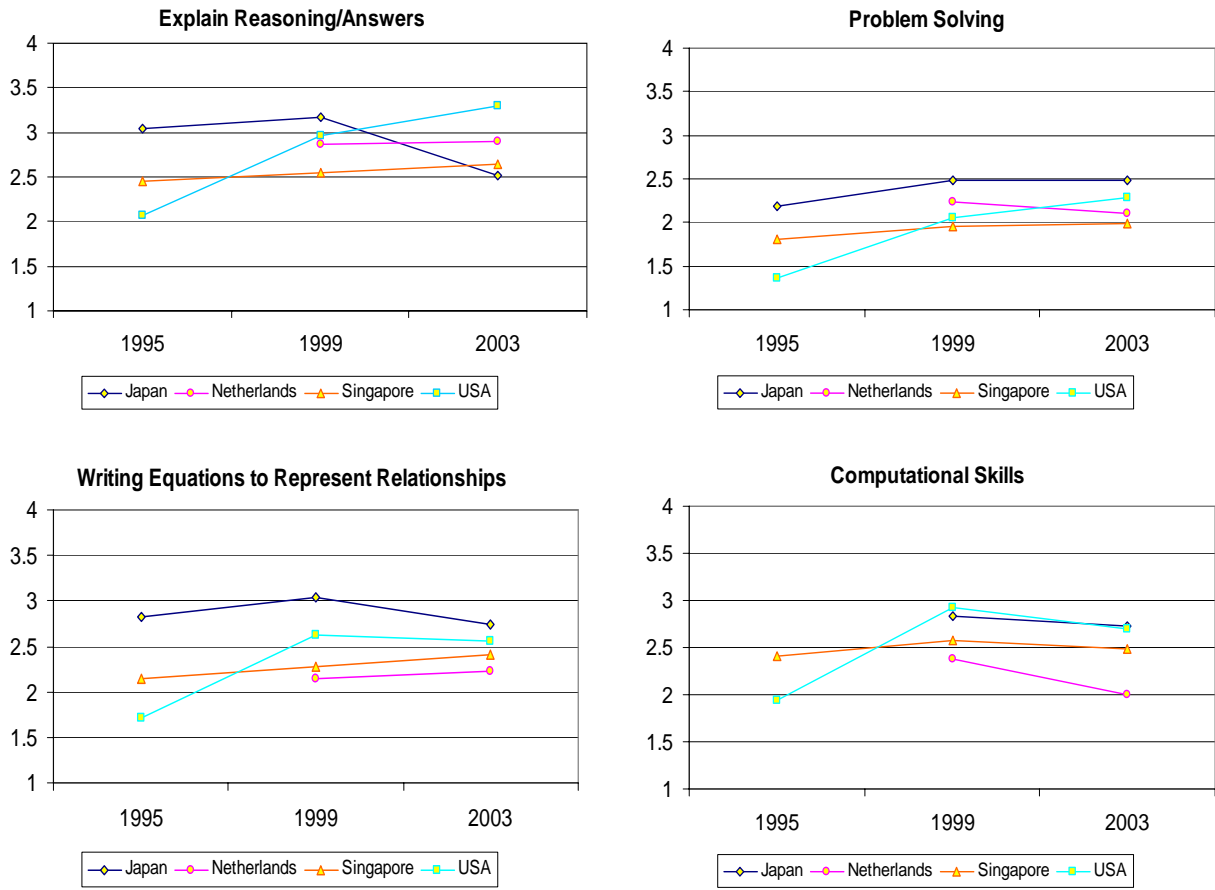 Explain Reasoning/Answers
4
3.5
3
2.5
2
1.5
1
1995 1999 2003
Japan Netherlands Singapore USA
Problem Solving
4
3.5
3
2.5
2
1.5
1
1995 1999 2003
Japan Netherlands Singapore USA
Writing Equations to Represent Relationships
4
3.5
3
2.5
2
1.5
1
1995 1999 2003
Japan Netherlands Singapore USA
Computational Skills
4
3.5
3
2.5
2
1.5
1
1995 1999 2003
Japan Netherlands Singapore USA